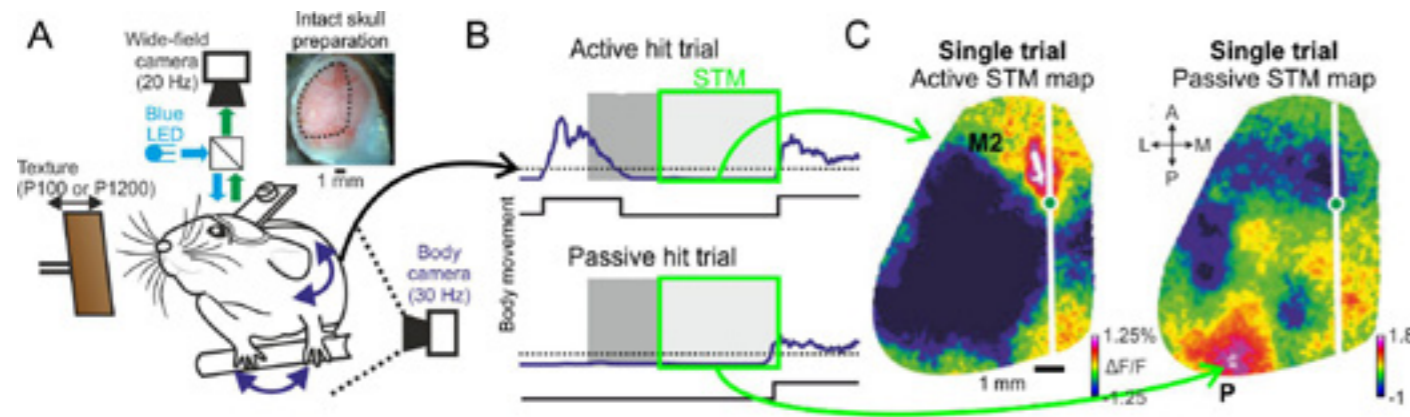 A
Wide-field
camera
(20 Hz)
Blue
LED
Texture
(P100 or P1200)
Intact skull
preparation
1 mm
Body
camera
(30 Hz)
B
Active hit trial
STM
Passive hit trial
Body movement
C
Single trial
Active STM map
M2
1.25%
ΔF/F
-1.25
1 mm
Single trial
Passive STM map
A
L
M
P
P
1.8
-1